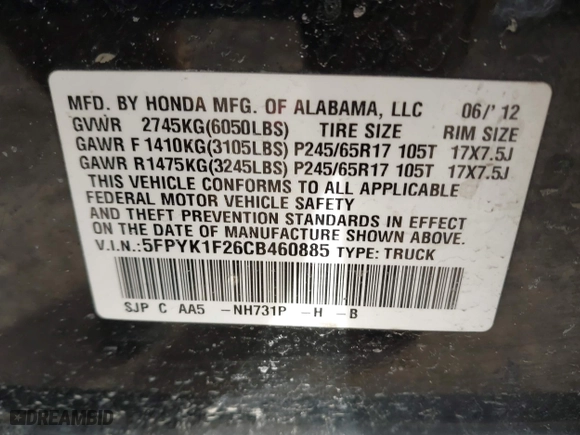 MFD. BY HONDA MFG. OF ALABAMA, LLC 06/'12
GVWR 2745KG(6050LBS) TIRE SIZE RIM SIZE
GAWR F 1410KG(3105LBS) P245/65R17 105T 17X7.5J
GAWR R 1475KG(3245LBS) P245/65R17 105T 17X7.5J
THIS VEHICLE CONFORMS TO ALL APPLICABLE
FEDERAL MOTOR VEHICLE SAFETY
AND THEFT PREVENTION STANDARDS IN EFFECT
ON THE DATE OF MANUFACTURE SHOWN ABOVE.
V.I.N.:5FPYK1F26CB460885 TYPE: TRUCK
SJP C AA5 -NH731P -H -B
DREAMBID